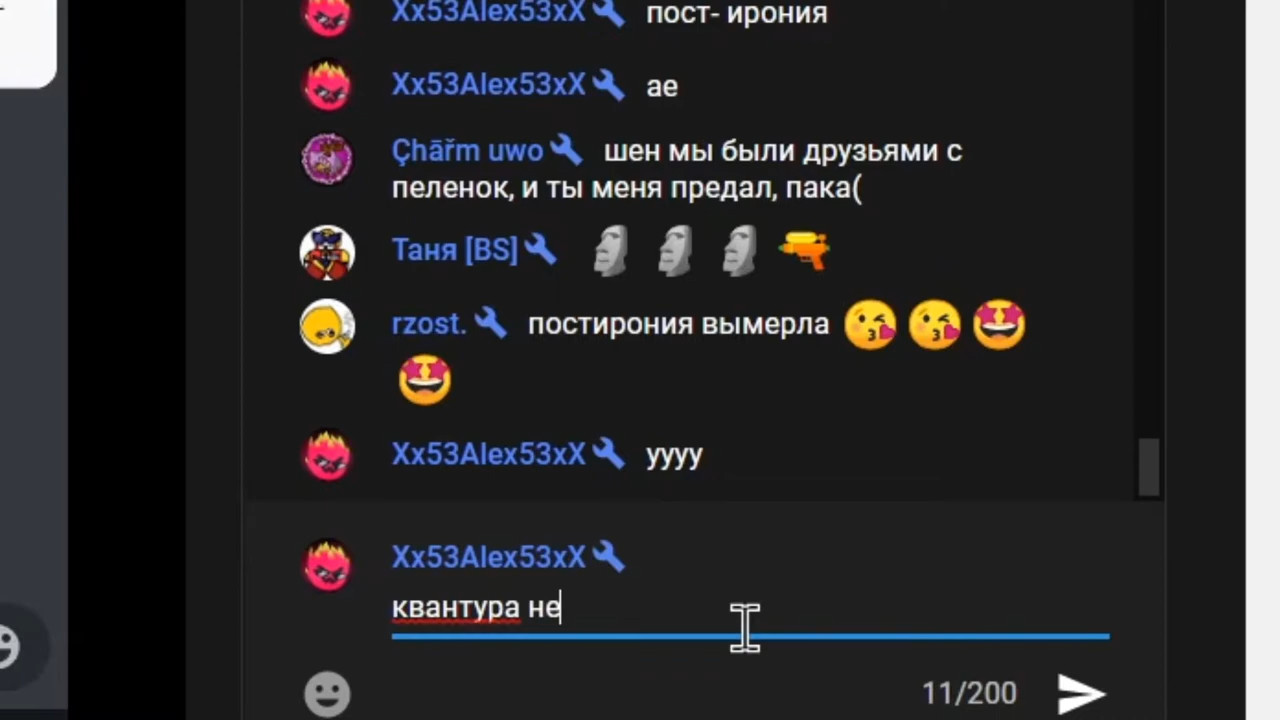 Xx53Alex53xX пост- ирония
Xx53Alex53xX ае
Çhāřm uwo шен мы были друзьями с
пеленок, и ты меня предал, пака(
Таня [BS] 🗿🗿🗿🔫
rzost. постирония вымерла 😘😘🤩
🤩
Xx53Alex53xX уууу
Xx53Alex53xX
квантура не
11/200